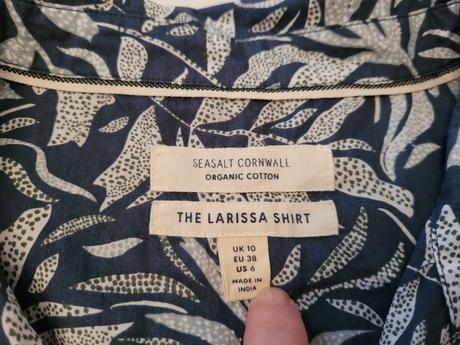 SEASALT CORNWALL
ORGANIC COTTON
THE LARISSA SHIRT
UK 10
EU 38
US 6
MADE IN
INDIA